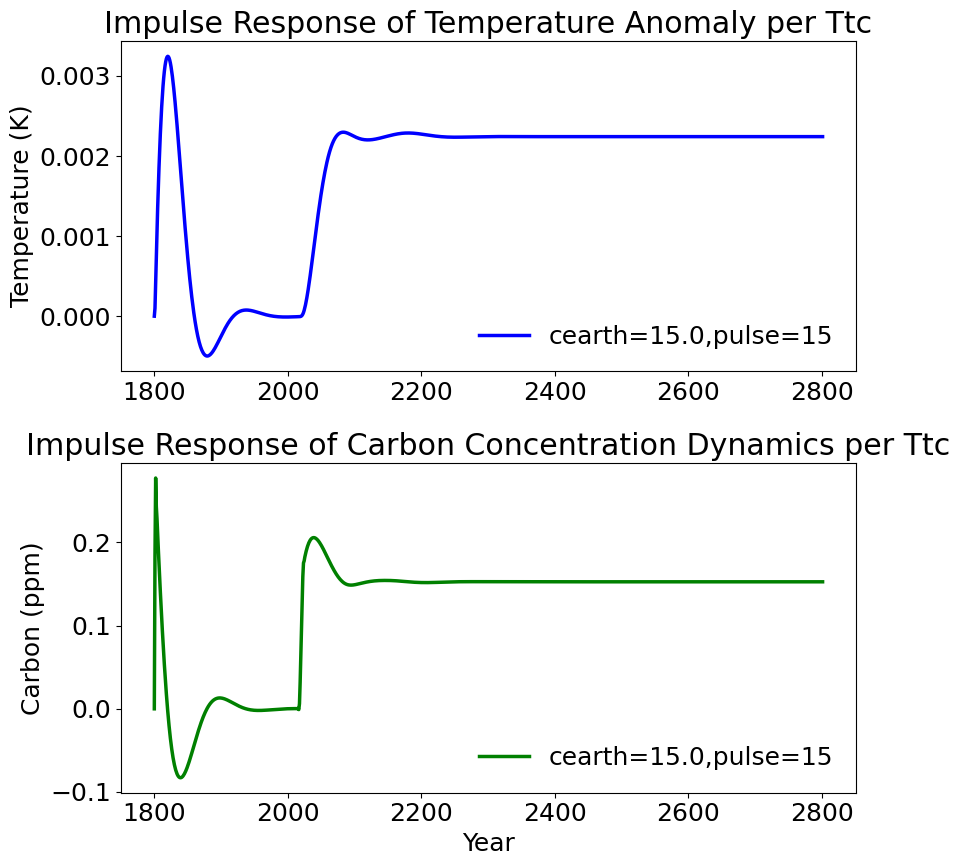 Impulse Response of Temperature Anomaly per Ttc
Temperature (K)
0.003
0.002
0.001
0.000
cearth=15.0,pulse=15
1800 2000 2200 2400 2600 2800
Impulse Response of Carbon Concentration Dynamics per Ttc
Carbon (ppm)
0.2
0.1
0.0
−0.1
cearth=15.0,pulse=15
1800 2000 2200 2400 2600 2800
Year